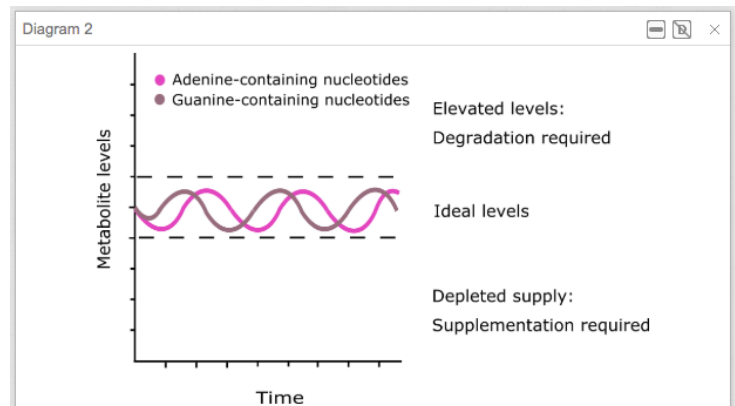 Diagram 2
Adenine-containing nucleotides
Guanine-containing nucleotides
Elevated levels:
Degradation required
Metabolite levels
Ideal levels
Depleted supply:
Supplementation required
Time